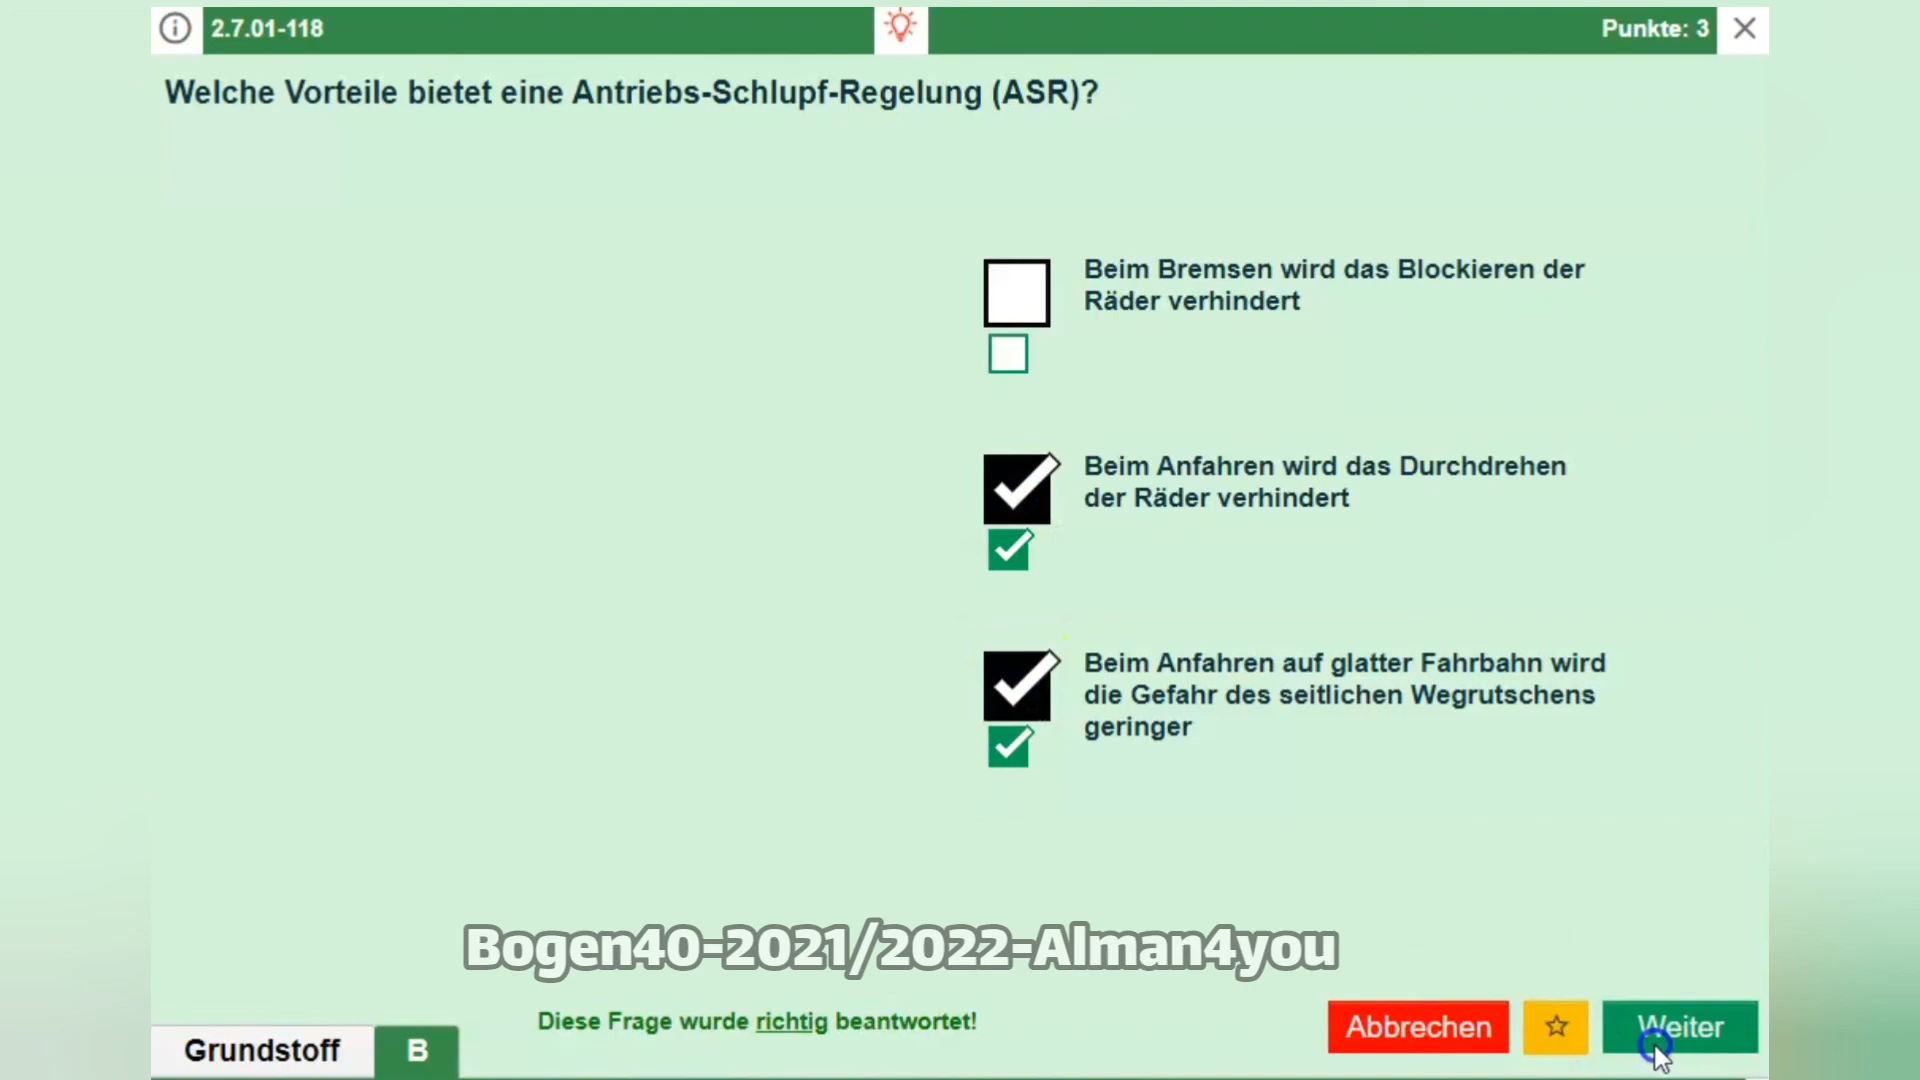 2.7.01-118
Punkte: 3
Welche Vorteile bietet eine Antriebs-Schlupf-Regelung (ASR)?
Beim Bremsen wird das Blockieren der
Räder verhindert
Beim Anfahren wird das Durchdrehen
der Räder verhindert
Beim Anfahren auf glatter Fahrbahn wird
die Gefahr des seitlichen Wegrutschens
geringer
Bogen40-2021/2022-Alman4you
Diese Frage wurde richtig beantwortet!
Abbrechen
Weiter
Grundstoff
B